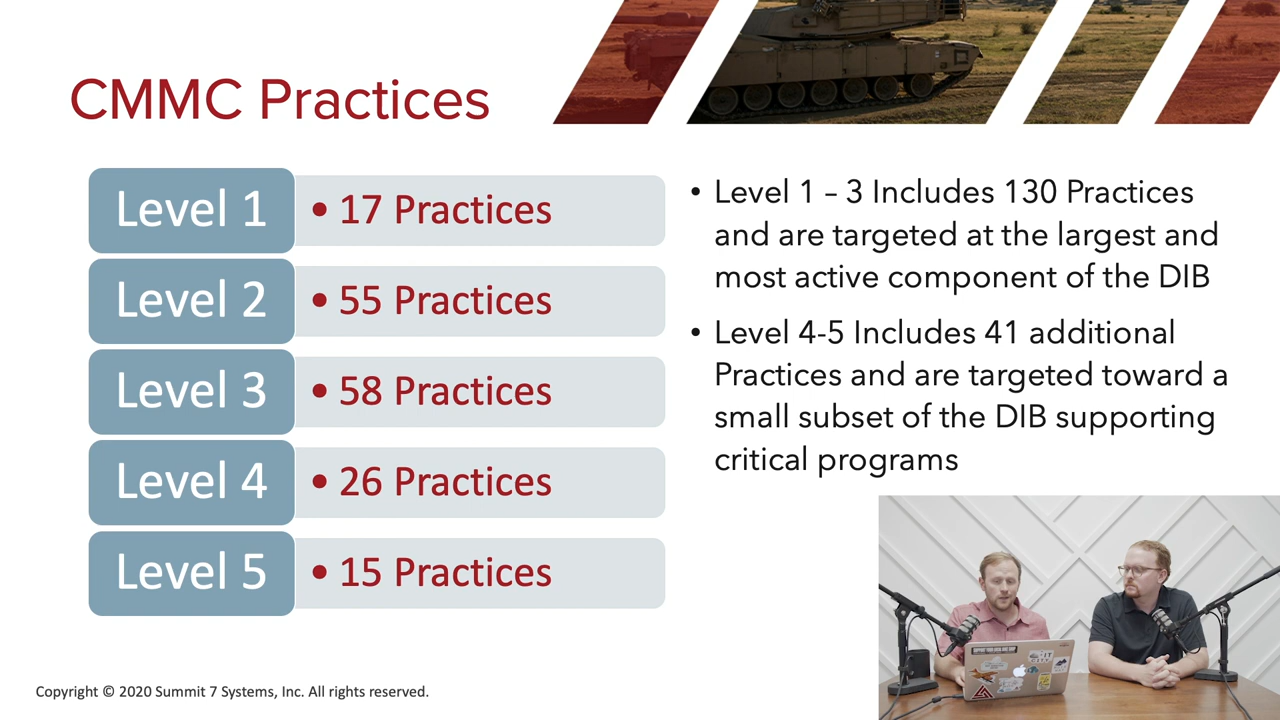 CMMC Practices
Level 1
• 17 Practices
Level 2
• 55 Practices
Level 3
• 58 Practices
Level 4
• 26 Practices
Level 5
• 15 Practices
• Level 1 – 3 Includes 130 Practices
and are targeted at the largest and
most active component of the DIB
• Level 4-5 Includes 41 additional
Practices and are targeted toward a
small subset of the DIB supporting
critical programs
Copyright © 2020 Summit 7 Systems, Inc. All rights reserved.